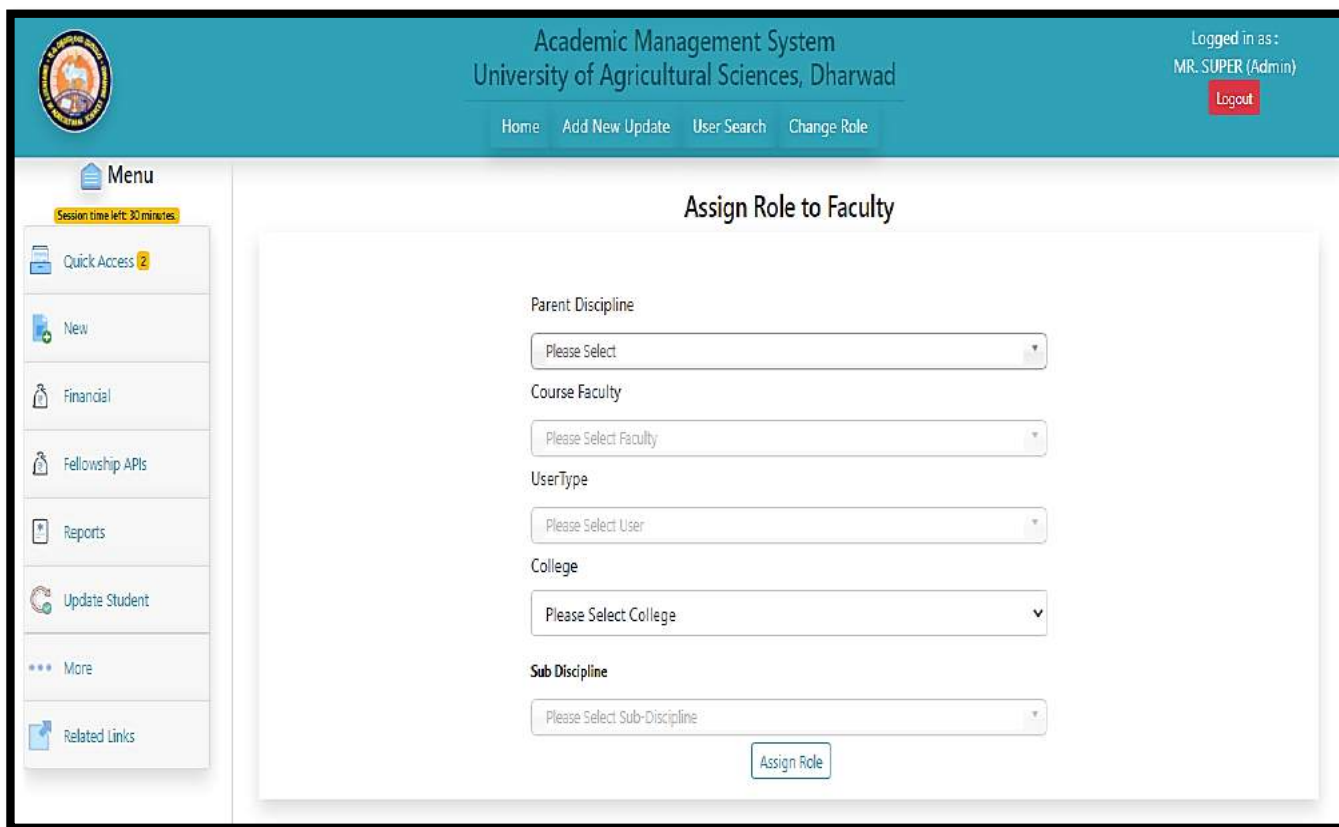 Academic Management System
University of Agricultural Sciences, Dharwad
Home Add New Update User Search Change Role
Logged in as :
MR. SUPER (Admin)
Logout
Menu
Session time left: 30 minutes.
Quick Access 2
New
Financial
Fellowship APIs
Reports
Update Student
More
Related Links
Assign Role to Faculty
Parent Discipline
Please Select
Course Faculty
Please Select Faculty
UserType
Please Select User
College
Please Select College
Sub Discipline
Please Select Sub-Discipline
Assign Role